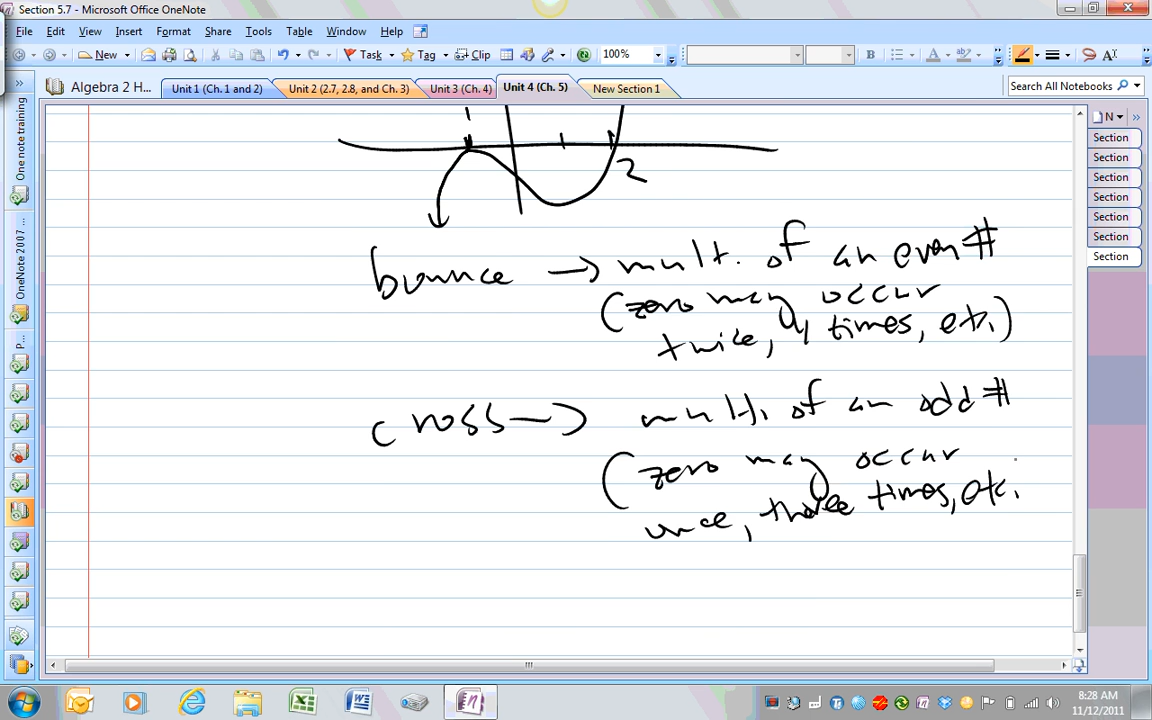 Section 5.7 - Microsoft Office OneNote
File Edit View Insert Format Share Tools Table Window Help
New Task Tag Clip 100% B
Algebra 2 H... Unit 1 (Ch. 1 and 2) Unit 2 (2.7, 2.8, and Ch. 3) Unit 3 (Ch. 4) Unit 4 (Ch. 5) New Section 1 Search All Notebooks
N
One note training
OneNote 2007 ...
P...
Section
Section
Section
Section
Section
Section
Section
2
bounce → mult. of an even #
(zero may occur
twice, 4 times, etc.)
cross → mult. of an odd #
(zero may occur
once, three times, etc.
8:28 AM
11/12/2011